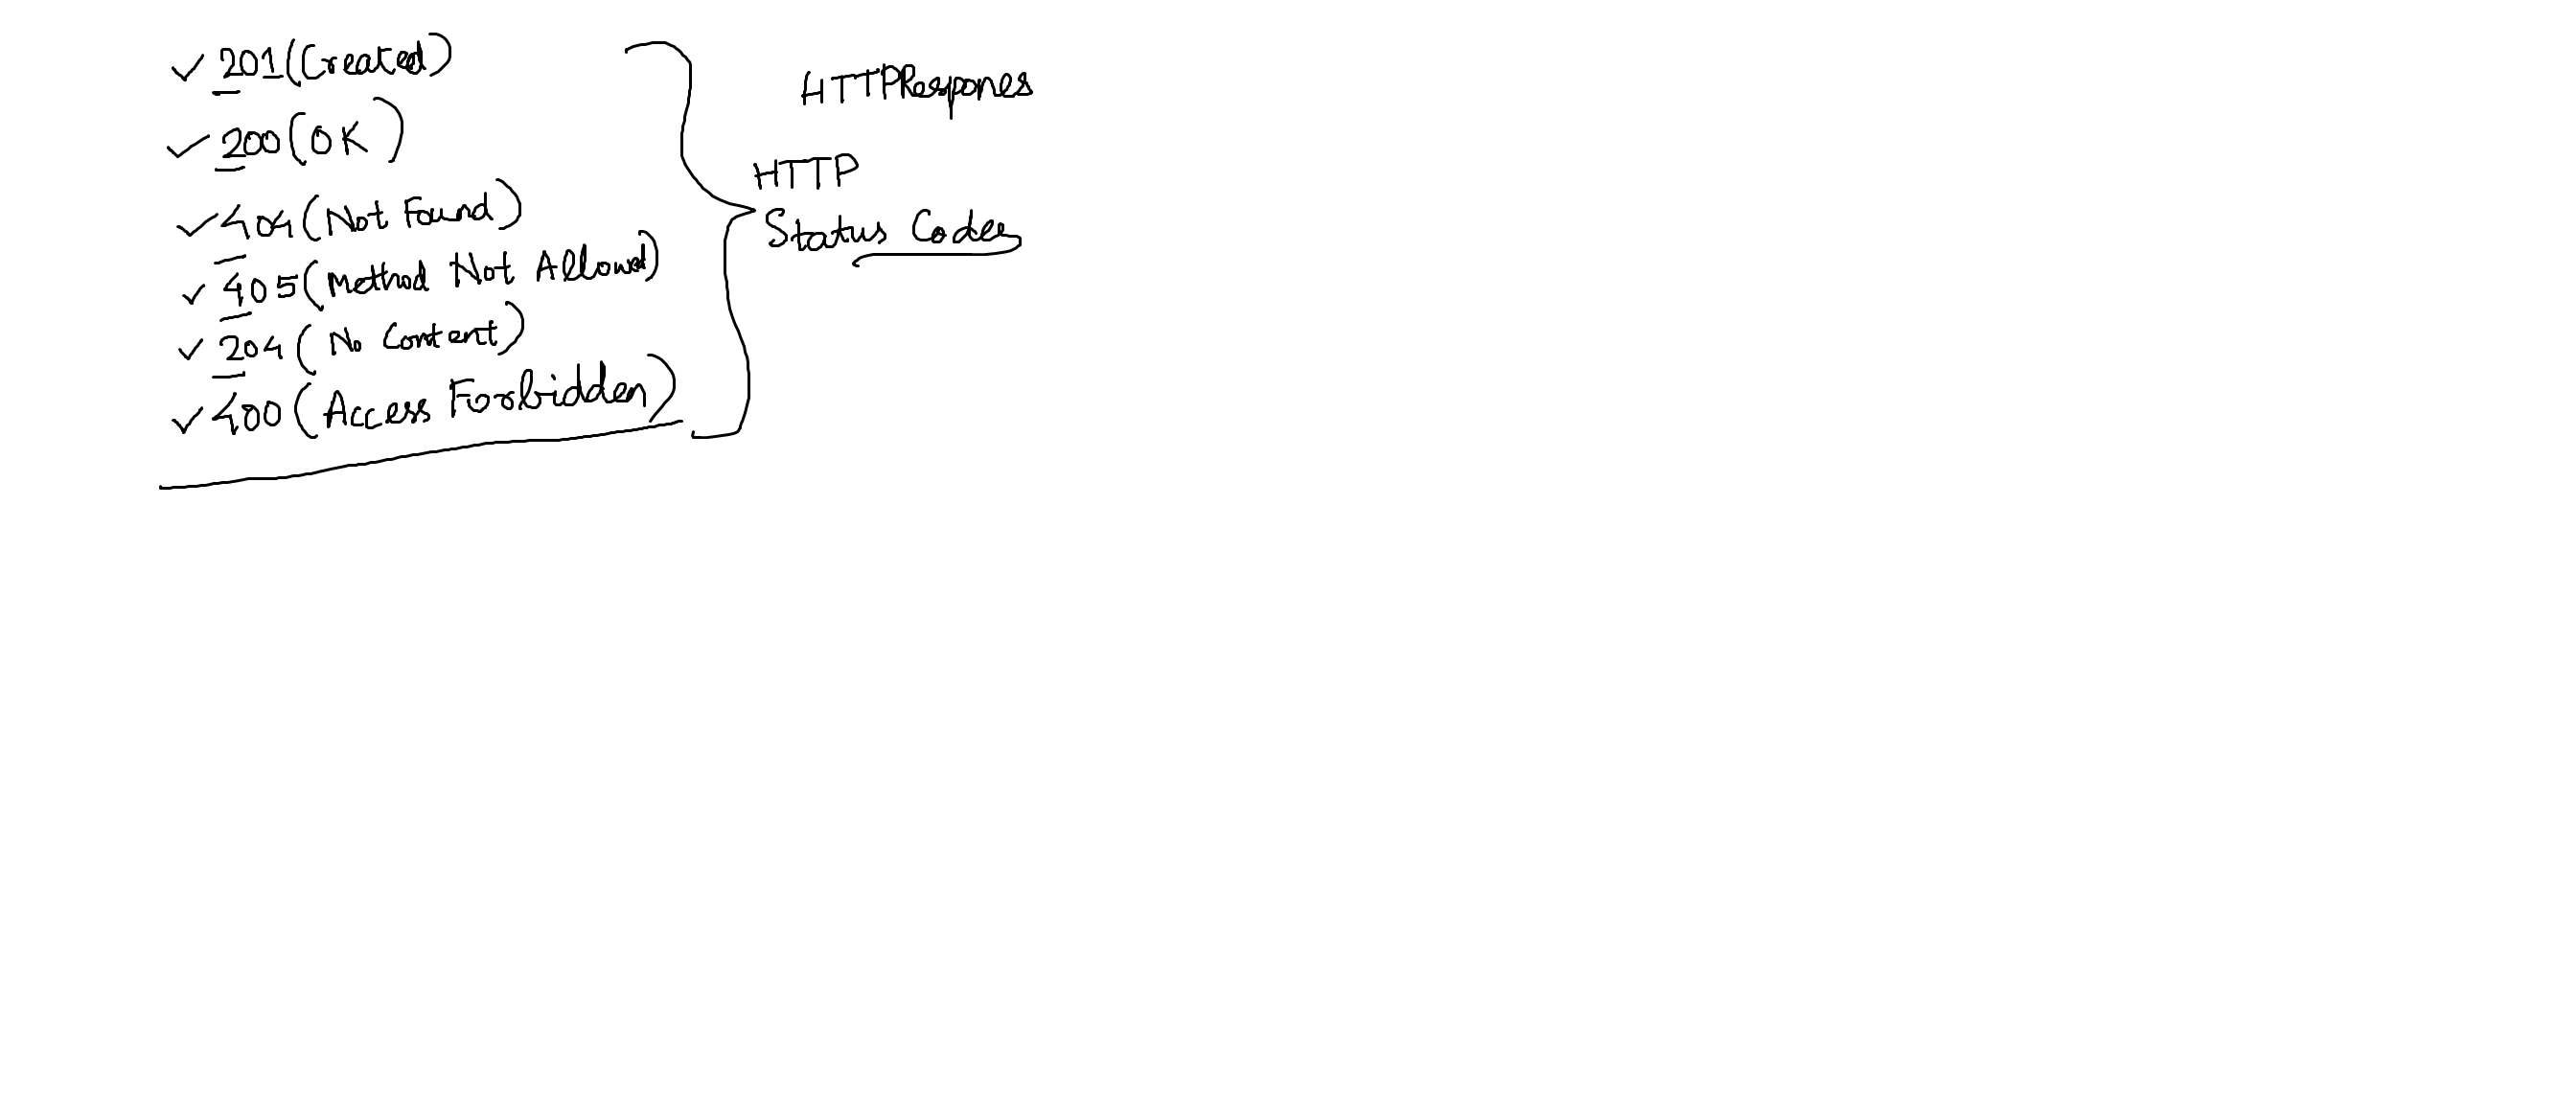 ✓ 201(Created)
✓ 200(OK)
✓ 404(Not Found)
✓ 405(Method Not Allowed)
✓ 204(No Content)
✓ 400(Access Forbidden)
HTTPRespones
HTTP
Status Codes